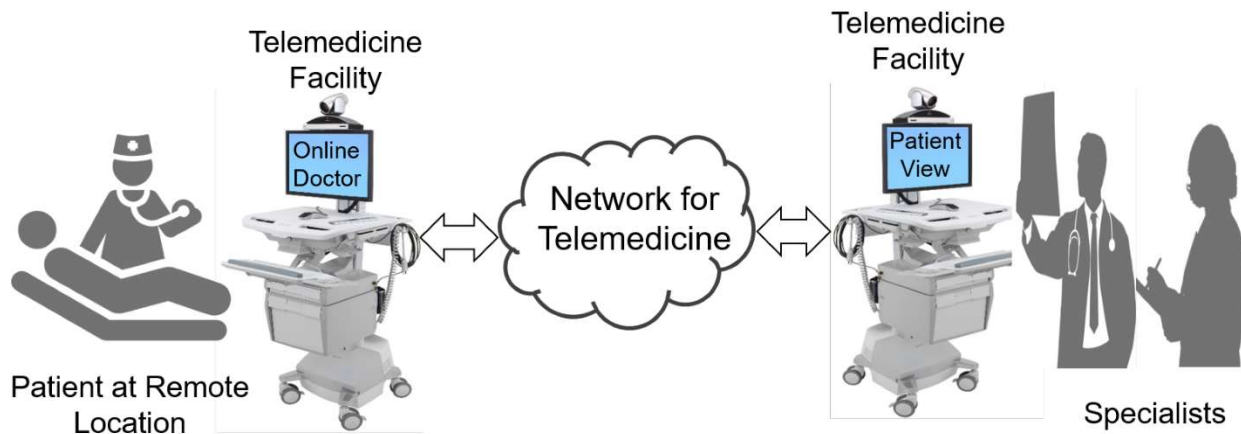 Telemedicine
Facility
Online
Doctor
Patient at Remote
Location
Network for
Telemedicine
Telemedicine
Facility
Patient
View
Specialists